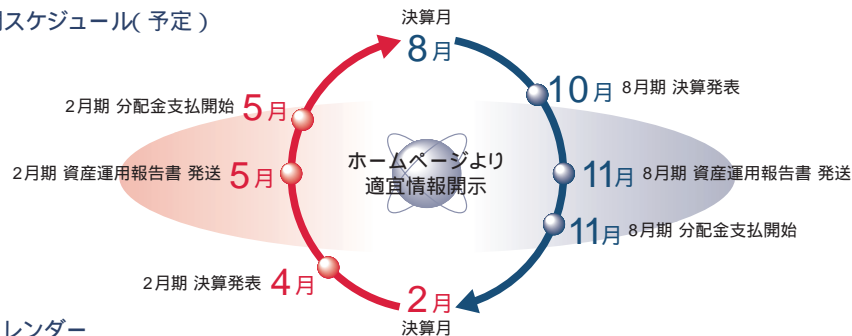 スケジュール(予定)
決算月
8月
10月 8月期 決算発表
2月期 分配金支払開始 5月
ホームページより
適宜情報開示
2月期 資産運用報告書 発送 5月
11月 8月期 資産運用報告書 発送
11月 8月期 分配金支払開始
2月期 決算発表 4月
2月
決算月
レンダー